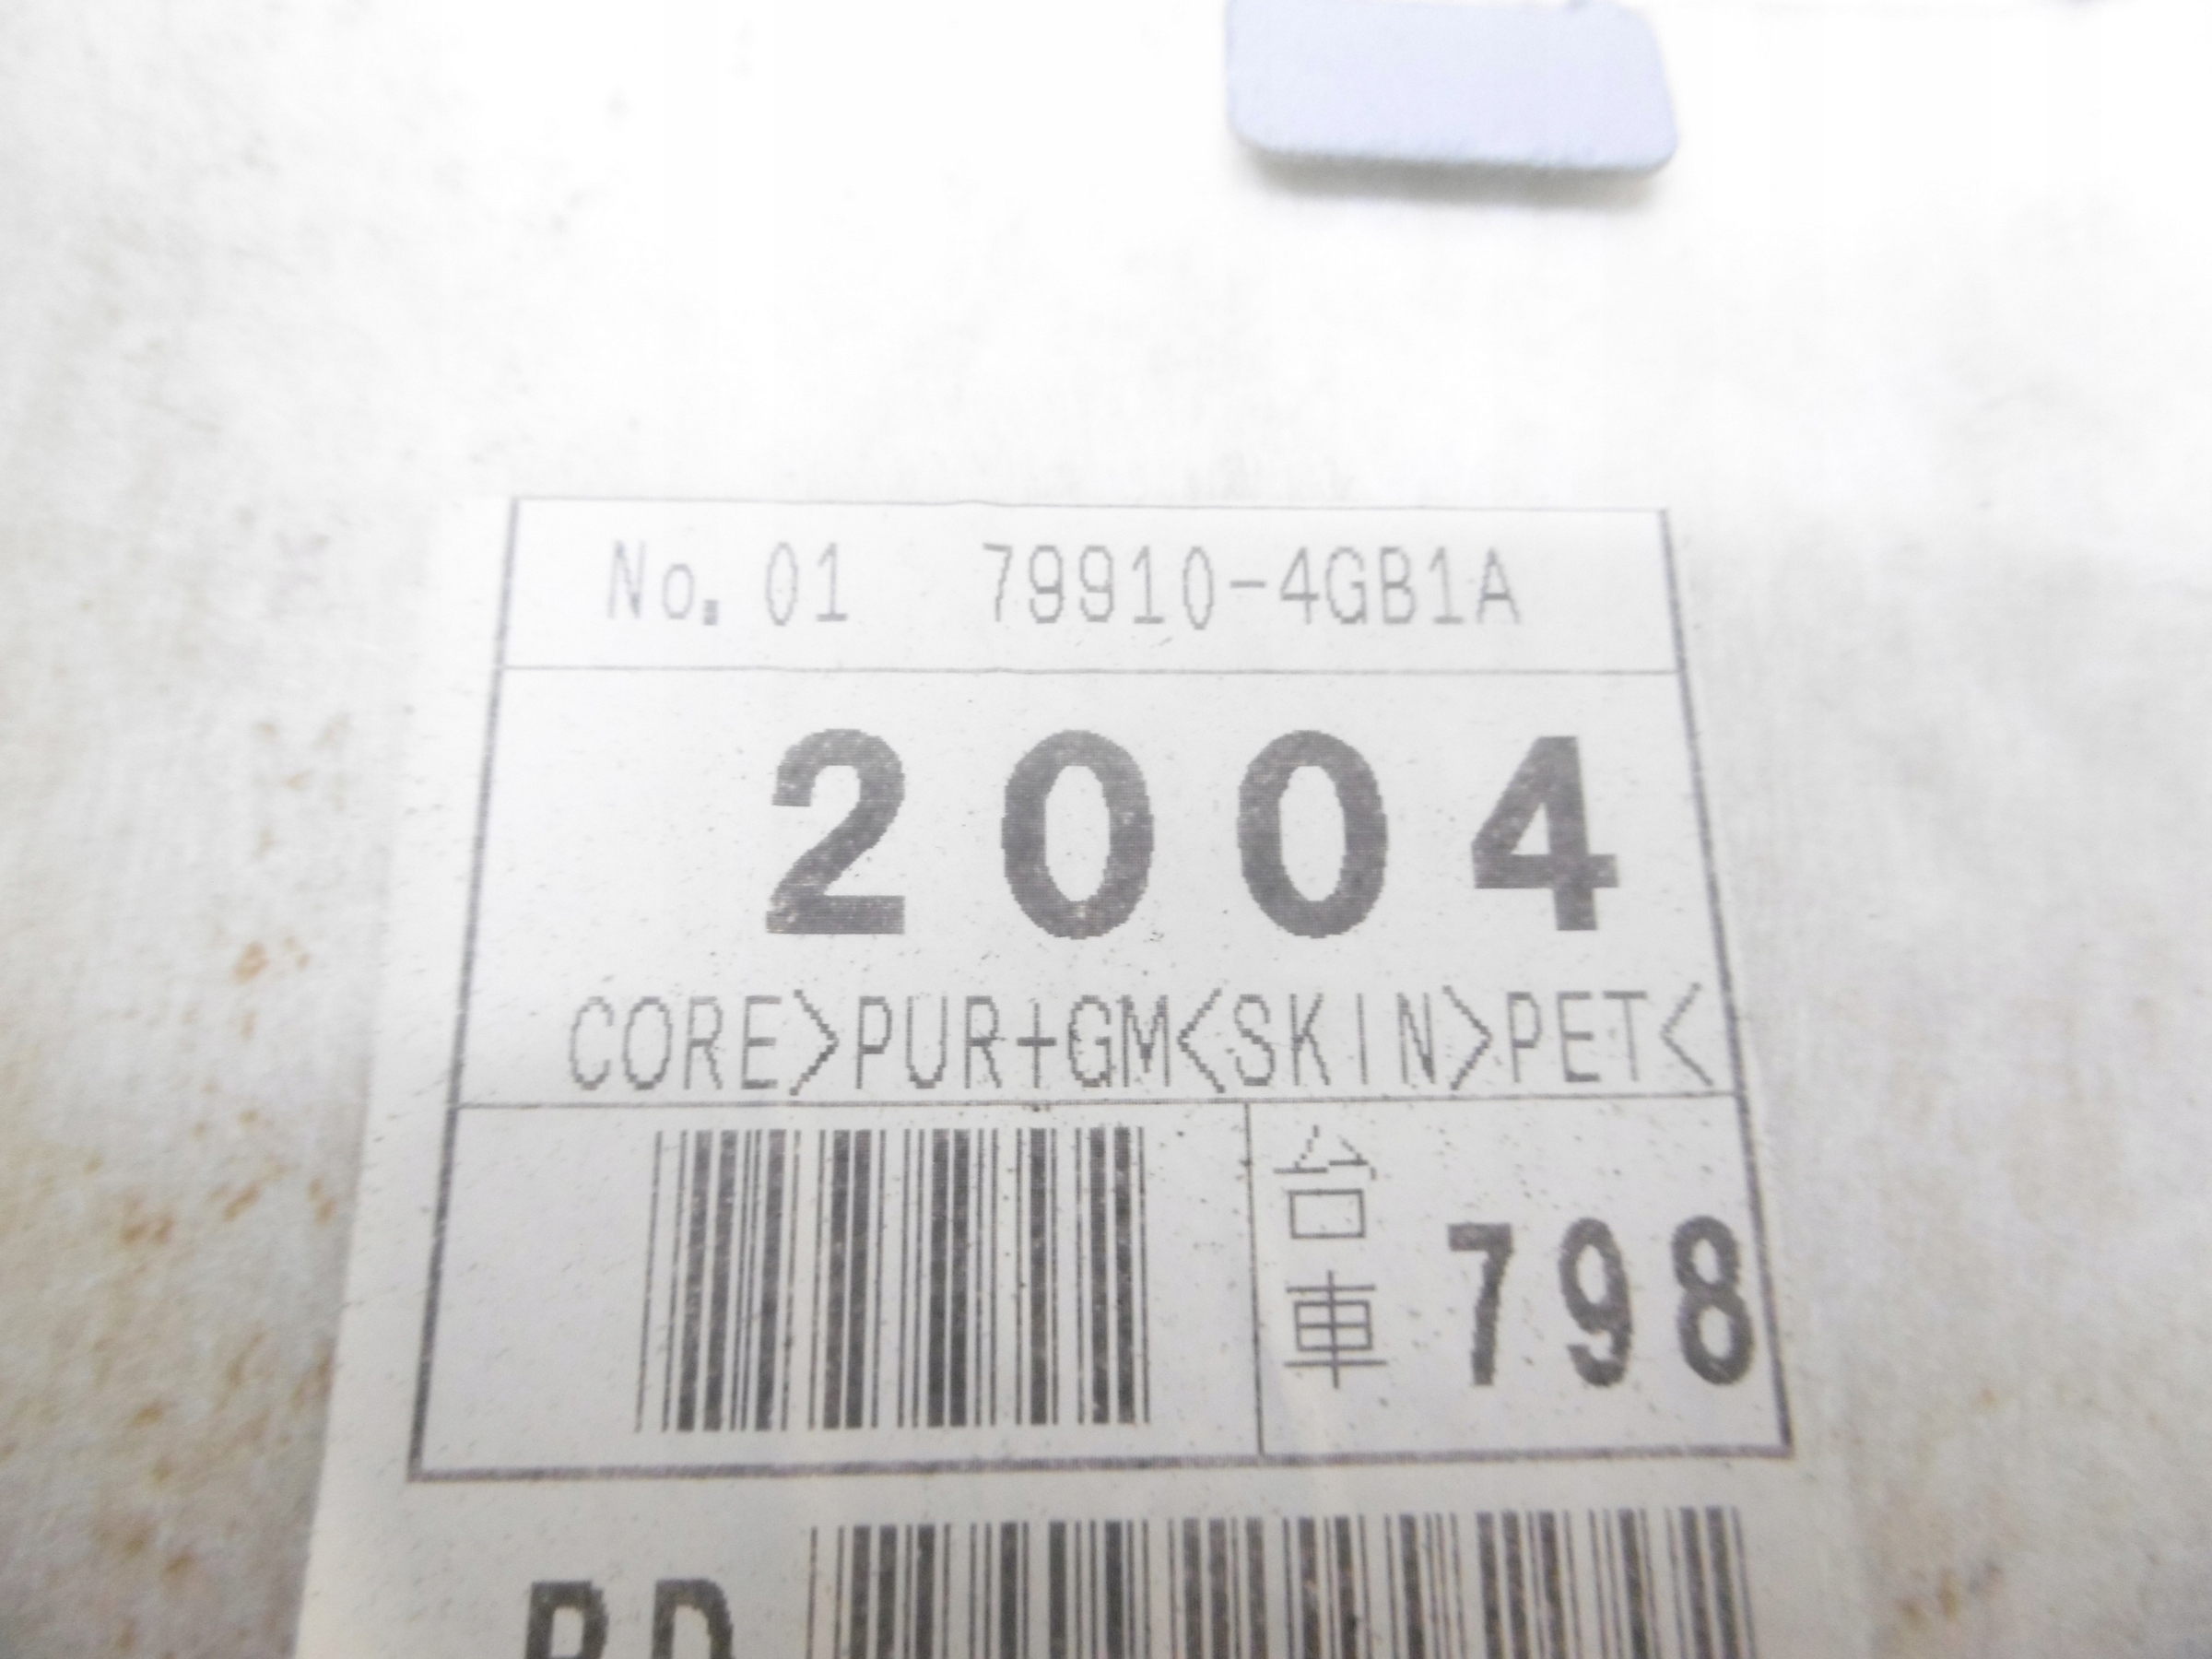 No. 01 79910-4GB1A
2004
CORE>PUR+GM<SKIN>PET<
台車 798